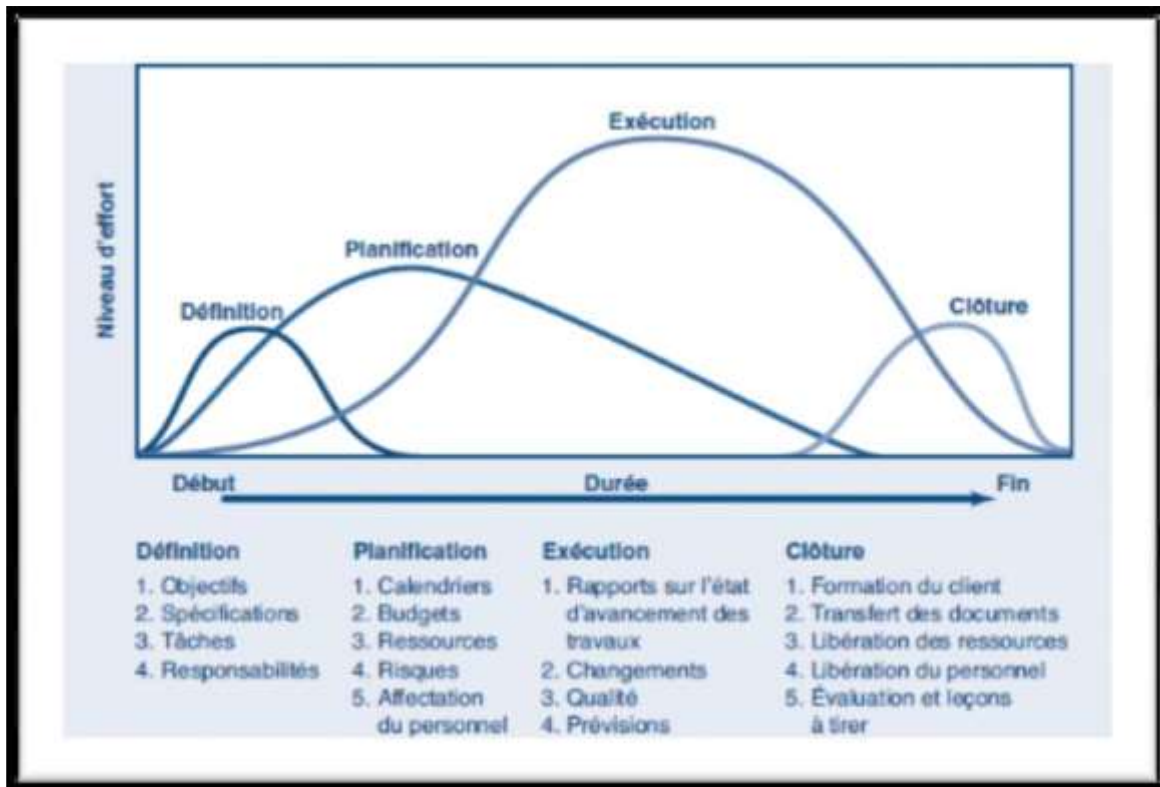 Niveau d'effort
Exécution
Planification
Définition
Clôture
Début
Durée
Fin
Définition
1. Objectifs
2. Spécifications
3. Tâches
4. Responsabilités
Planification
1. Calendriers
2. Budgets
3. Ressources
4. Risques
5. Affectation
du personnel
Exécution
1. Rapports sur l'état
d'avancement des
travaux
2. Changements
3. Qualité
4. Prévisions
Clôture
1. Formation du client
2. Transfert des documents
3. Libération des ressources
4. Libération du personnel
5. Évaluation et leçons
à tirer